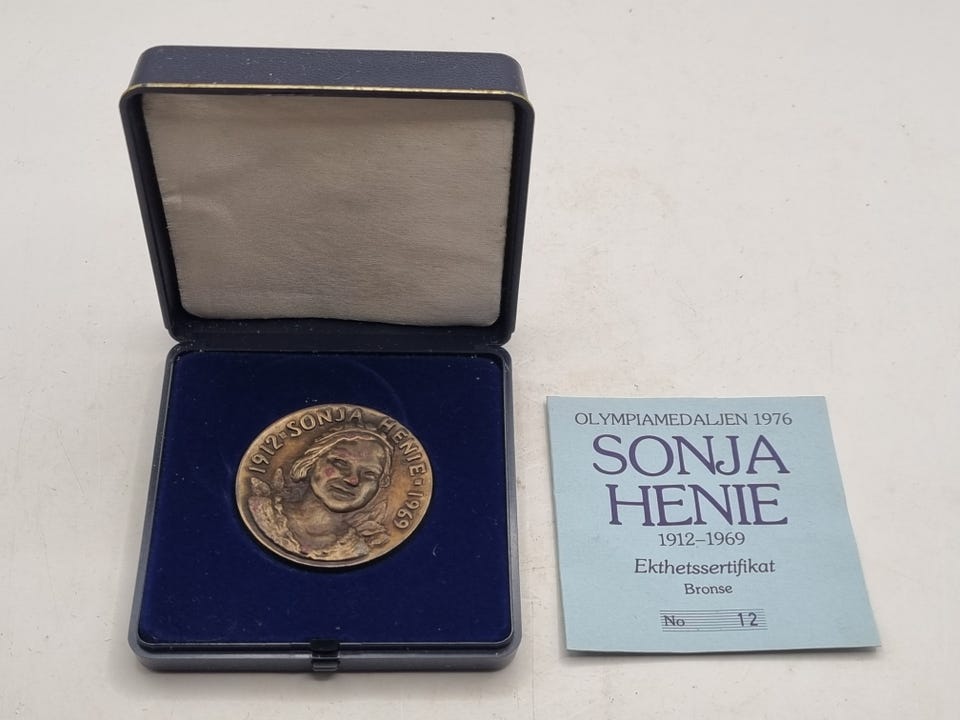 1912-SONJA HENIE-1969
OLYMPIAMEDALJEN 1976
SONJA
HENIE
1912–1969
Ekthetssertifikat
Bronse
No 12